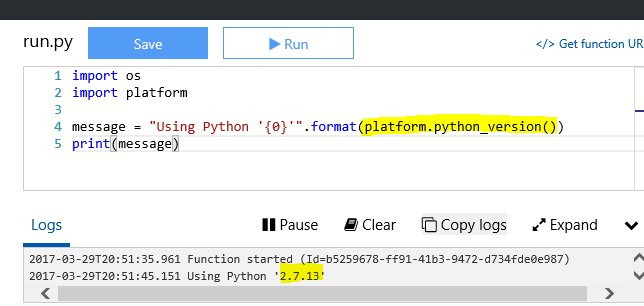 run.py Save Run </> Get function UR
1 import os
2 import platform
3
4 message = "Using Python '{0}'".format(platform.python_version())
5 print(message)
Logs Pause Clear Copy logs Expand
2017-03-29T20:51:35.961 Function started (Id=b5259678-ff91-41b3-9472-d734fde0e987)
2017-03-29T20:51:45.151 Using Python '2.7.13'